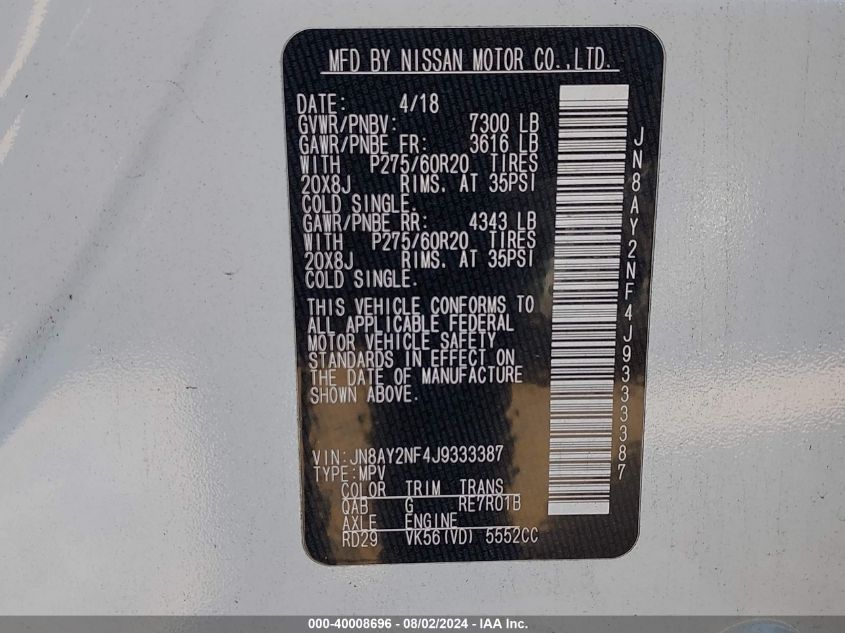 MFD BY NISSAN MOTOR CO.,LTD.
DATE: 4/18
GVWR/PNBV: 7300 LB
GAWR/PNBE FR: 3616 LB
WITH P275/60R20 TIRES
20X8J RIMS. AT 35PSI
COLD SINGLE.
GAWR/PNBE RR: 4343 LB
WITH P275/60R20 TIRES
20X8J RIMS. AT 35PSI
COLD SINGLE.
THIS VEHICLE CONFORMS TO
ALL APPLICABLE FEDERAL
MOTOR VEHICLE SAFETY
STANDARDS IN EFFECT ON
THE DATE OF MANUFACTURE
SHOWN ABOVE.
VIN:JN8AY2NF4J9333387
TYPE:MPV
COLOR TRIM TRANS
QAB G RE7R01B
AXLE ENGINE
RD29 VK56(VD) 5552CC
JN8AY2NF4J9333387
000-40008696 - 08/02/2024 - IAA Inc.